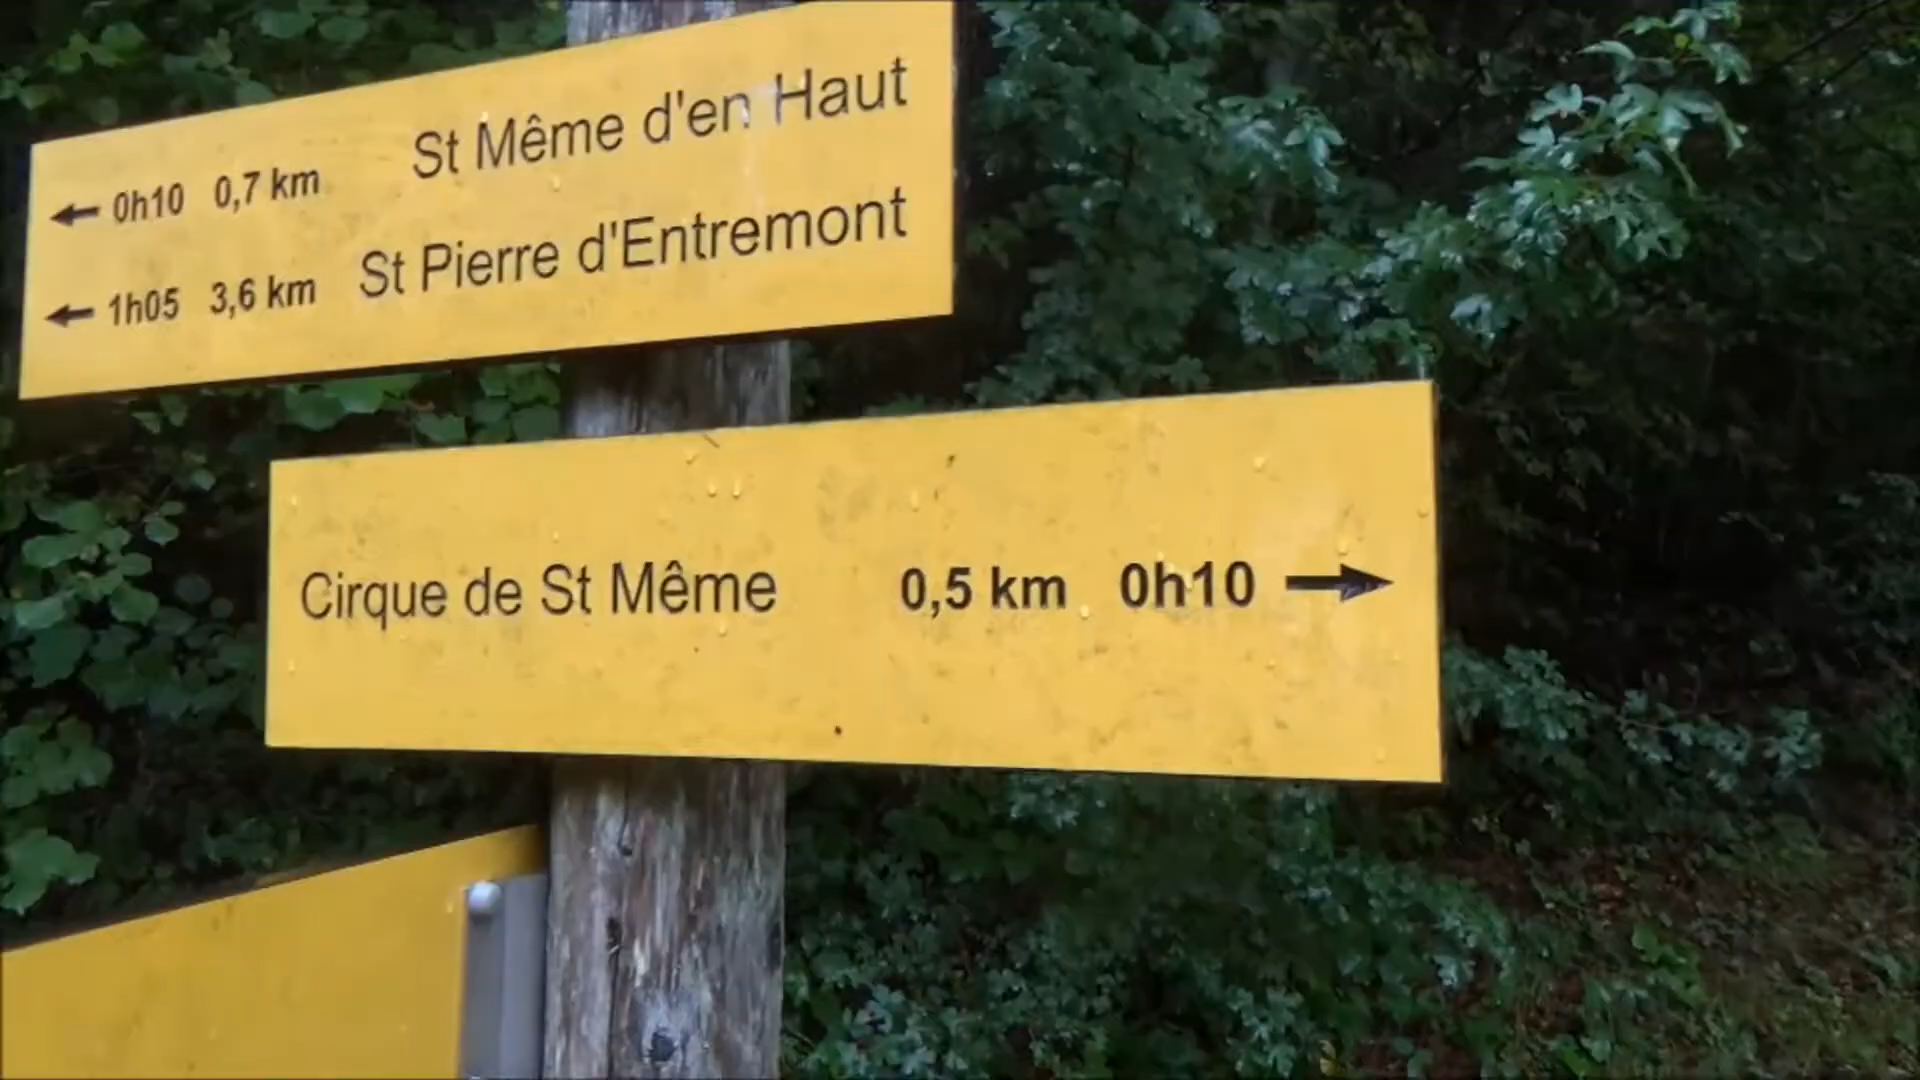 St Même d'en Haut
← 0h10 0,7 km
St Pierre d'Entremont
← 1h05 3,6 km
Cirque de St Même 0,5 km 0h10 →